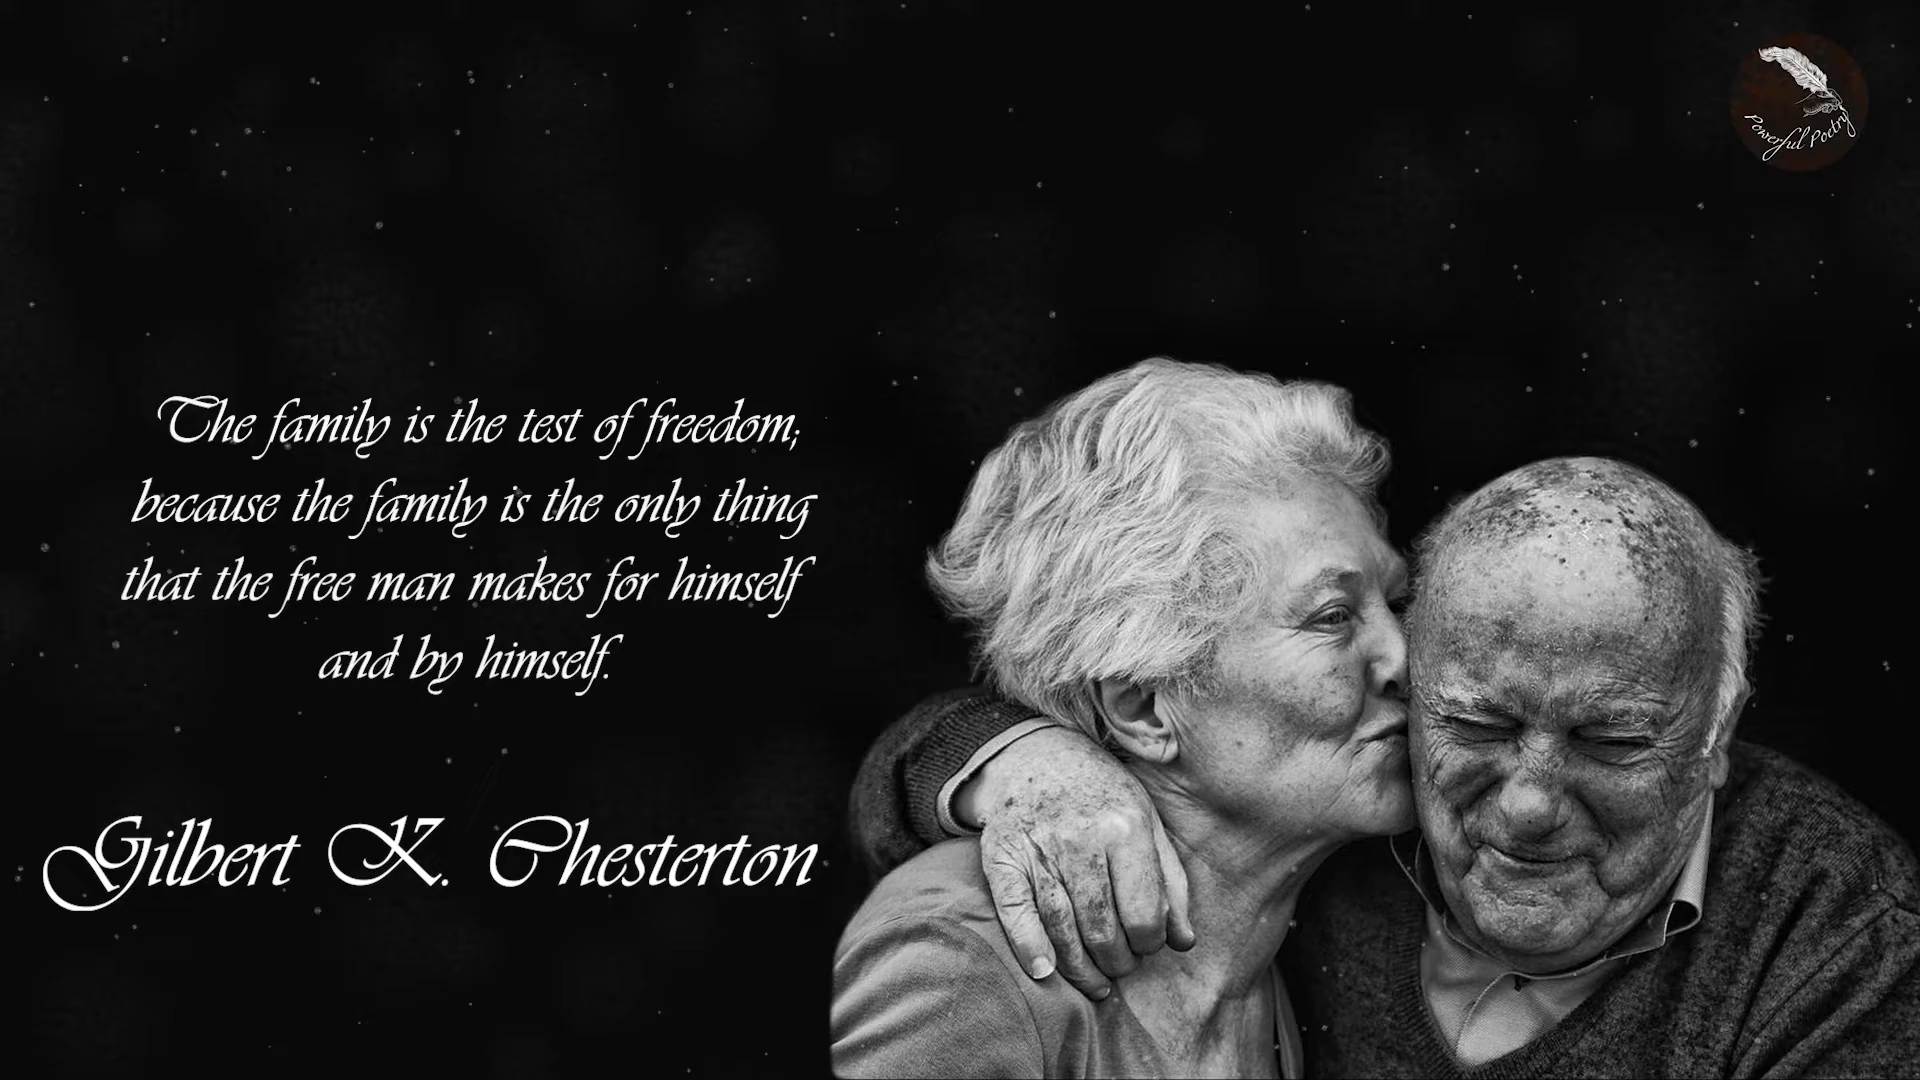 Powerful Poetry
The family is the test of freedom;
because the family is the only thing
that the free man makes for himself
and by himself.
Gilbert K. Chesterton